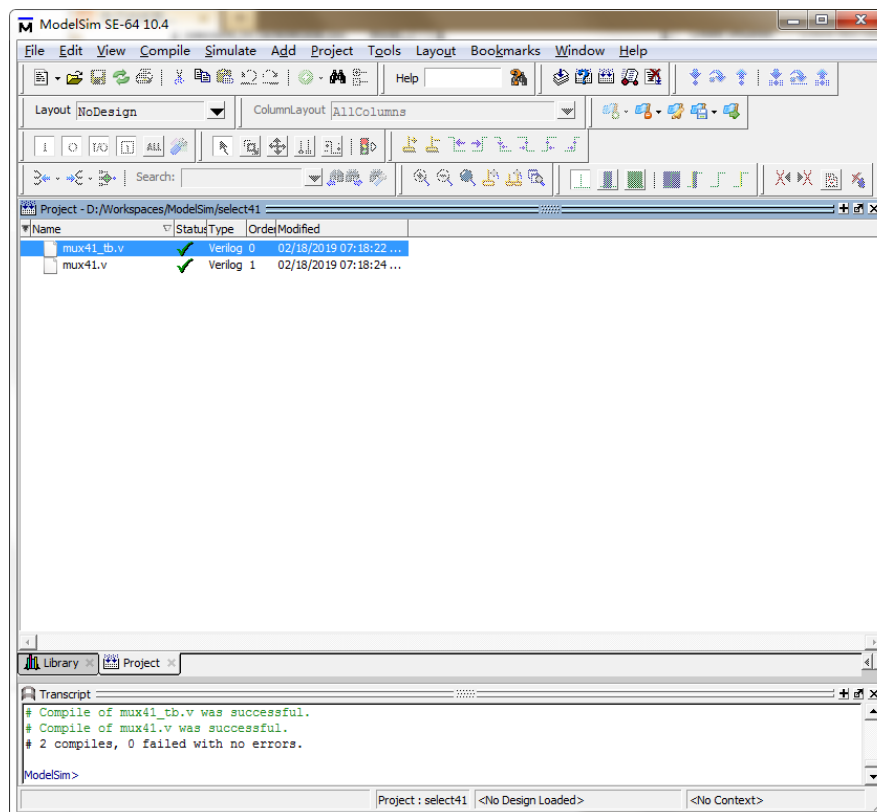 ModelSim SE-64 10.4
File Edit View Compile Simulate Add Project Tools Layout Bookmarks Window Help
Help
Layout NoDesign ColumnLayout AllColumns
ALL
Search:
Project - D:/Workspaces/ModelSim/select41
Name Status Type Order Modified
mux41_tb.v Verilog 0 02/18/2019 07:18:22 ...
mux41.v Verilog 1 02/18/2019 07:18:24 ...
Library Project
Transcript
# Compile of mux41_tb.v was successful.
# Compile of mux41.v was successful.
# 2 compiles, 0 failed with no errors.
ModelSim>
Project : select41 <No Design Loaded> <No Context>